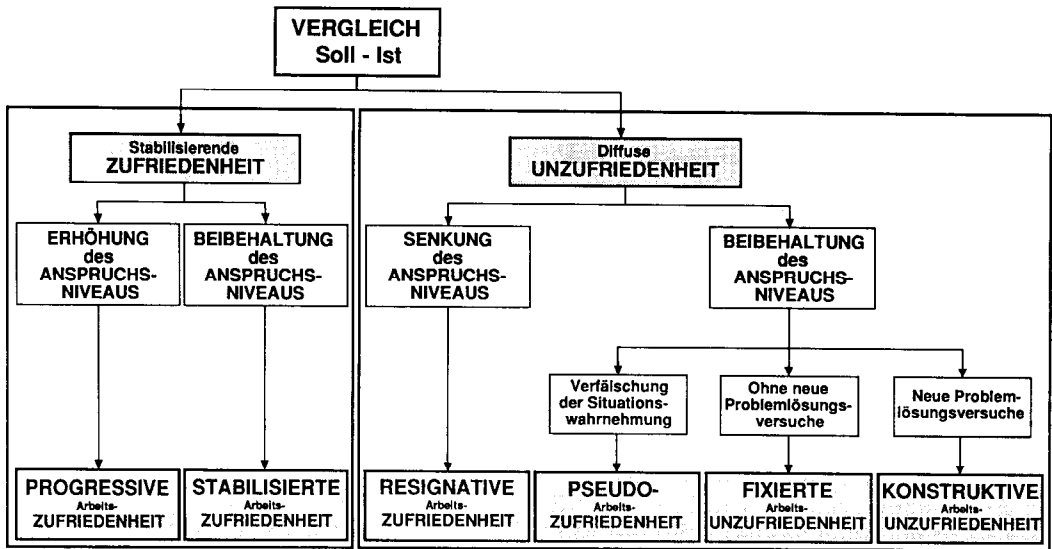 VERGLEICH
Soll - Ist
Stabilisierende
ZUFRIEDENHEIT
Diffuse
UNZUFRIEDENHEIT
ERHÖHUNG
des
ANSPRUCHS-
NIVEAUS
BEIBEHALTUNG
des
ANSPRUCHS-
NIVEAUS
SENKUNG
des
ANSPRUCHS-
NIVEAUS
BEIBEHALTUNG
des
ANSPRUCHS-
NIVEAUS
Verfälschung
der Situations-
wahrnehmung
Ohne neue
Problemlösungs-
versuche
Neue Problem-
lösungsversuche
PROGRESSIVE
Arbeits-
ZUFRIEDENHEIT
STABILISIERTE
Arbeits-
ZUFRIEDENHEIT
RESIGNATIVE
Arbeits-
ZUFRIEDENHEIT
PSEUDO-
Arbeits-
ZUFRIEDENHEIT
FIXIERTE
Arbeits-
UNZUFRIEDENHEIT
KONSTRUKTIVE
Arbeits-
UNZUFRIEDENHEIT